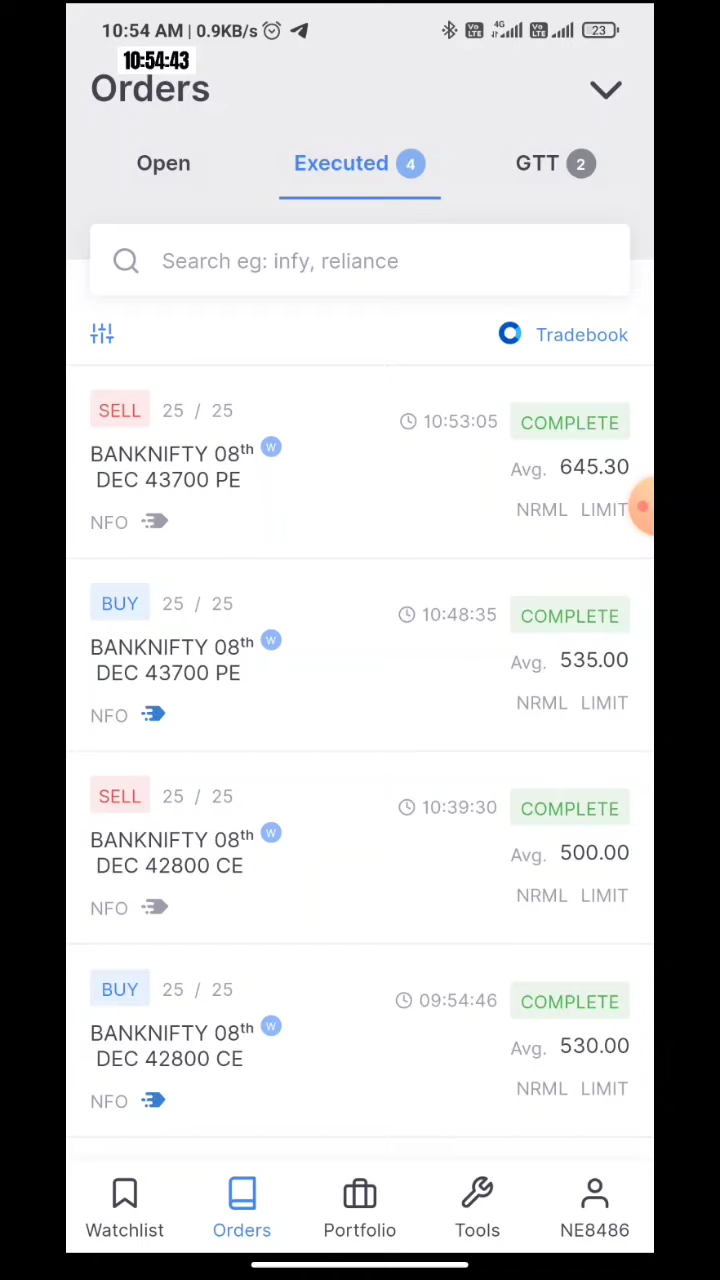 10:54 AM | 0.9KB/s
4G
23
10:54:43
Orders
Open Executed 4 GTT 2
Search eg: infy, reliance
Tradebook
SELL 25 / 25 10:53:05 COMPLETE
BANKNIFTY 08th W
DEC 43700 PE
Avg. 645.30
NFO NRML LIMIT
BUY 25 / 25 10:48:35 COMPLETE
BANKNIFTY 08th W
DEC 43700 PE
Avg. 535.00
NFO NRML LIMIT
SELL 25 / 25 10:39:30 COMPLETE
BANKNIFTY 08th W
DEC 42800 CE
Avg. 500.00
NFO NRML LIMIT
BUY 25 / 25 09:54:46 COMPLETE
BANKNIFTY 08th W
DEC 42800 CE
Avg. 530.00
NFO NRML LIMIT
Watchlist Orders Portfolio Tools NE8486